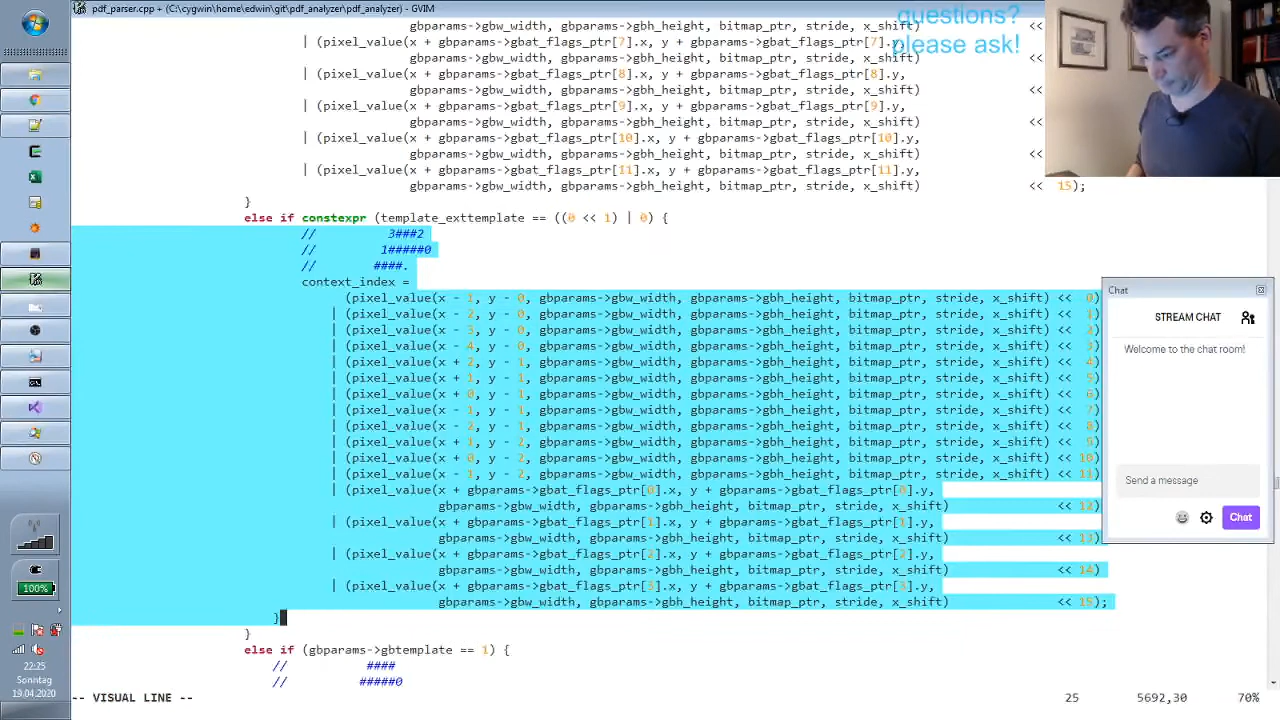 pdf_parser.cpp + (C:\cygwin\home\edwin\git\pdf_analyzer\pdf_analyzer) - GVIM
questions?
please ask!
gbparams->gbw_width, gbparams->gbh_height, bitmap_ptr, stride, x_shift) <<
| (pixel_value(x + gbparams->gbat_flags_ptr[7].x, y + gbparams->gbat_flags_ptr[7].y,
gbparams->gbw_width, gbparams->gbh_height, bitmap_ptr, stride, x_shift) <<
| (pixel_value(x + gbparams->gbat_flags_ptr[8].x, y + gbparams->gbat_flags_ptr[8].y,
gbparams->gbw_width, gbparams->gbh_height, bitmap_ptr, stride, x_shift) <<
| (pixel_value(x + gbparams->gbat_flags_ptr[9].x, y + gbparams->gbat_flags_ptr[9].y,
gbparams->gbw_width, gbparams->gbh_height, bitmap_ptr, stride, x_shift) <<
| (pixel_value(x + gbparams->gbat_flags_ptr[10].x, y + gbparams->gbat_flags_ptr[10].y,
gbparams->gbw_width, gbparams->gbh_height, bitmap_ptr, stride, x_shift) <<
| (pixel_value(x + gbparams->gbat_flags_ptr[11].x, y + gbparams->gbat_flags_ptr[11].y,
gbparams->gbw_width, gbparams->gbh_height, bitmap_ptr, stride, x_shift) << 15);
}
else if constexpr (template_exttemplate == ((0 << 1) | 0) {
// 3###2
// 1#####0
// ####.
context_index =
(pixel_value(x - 1, y - 0, gbparams->gbw_width, gbparams->gbh_height, bitmap_ptr, stride, x_shift) << 0)
| (pixel_value(x - 2, y - 0, gbparams->gbw_width, gbparams->gbh_height, bitmap_ptr, stride, x_shift) << 1)
| (pixel_value(x - 3, y - 0, gbparams->gbw_width, gbparams->gbh_height, bitmap_ptr, stride, x_shift) << 2)
| (pixel_value(x - 4, y - 0, gbparams->gbw_width, gbparams->gbh_height, bitmap_ptr, stride, x_shift) << 3)
| (pixel_value(x + 2, y - 1, gbparams->gbw_width, gbparams->gbh_height, bitmap_ptr, stride, x_shift) << 4)
| (pixel_value(x + 1, y - 1, gbparams->gbw_width, gbparams->gbh_height, bitmap_ptr, stride, x_shift) << 5)
| (pixel_value(x + 0, y - 1, gbparams->gbw_width, gbparams->gbh_height, bitmap_ptr, stride, x_shift) << 6)
| (pixel_value(x - 1, y - 1, gbparams->gbw_width, gbparams->gbh_height, bitmap_ptr, stride, x_shift) << 7)
| (pixel_value(x - 2, y - 1, gbparams->gbw_width, gbparams->gbh_height, bitmap_ptr, stride, x_shift) << 8)
| (pixel_value(x + 1, y - 2, gbparams->gbw_width, gbparams->gbh_height, bitmap_ptr, stride, x_shift) << 9)
| (pixel_value(x + 0, y - 2, gbparams->gbw_width, gbparams->gbh_height, bitmap_ptr, stride, x_shift) << 10)
| (pixel_value(x - 1, y - 2, gbparams->gbw_width, gbparams->gbh_height, bitmap_ptr, stride, x_shift) << 11)
| (pixel_value(x + gbparams->gbat_flags_ptr[0].x, y + gbparams->gbat_flags_ptr[0].y,
gbparams->gbw_width, gbparams->gbh_height, bitmap_ptr, stride, x_shift) << 12)
| (pixel_value(x + gbparams->gbat_flags_ptr[1].x, y + gbparams->gbat_flags_ptr[1].y,
gbparams->gbw_width, gbparams->gbh_height, bitmap_ptr, stride, x_shift) << 13)
| (pixel_value(x + gbparams->gbat_flags_ptr[2].x, y + gbparams->gbat_flags_ptr[2].y,
gbparams->gbw_width, gbparams->gbh_height, bitmap_ptr, stride, x_shift) << 14)
| (pixel_value(x + gbparams->gbat_flags_ptr[3].x, y + gbparams->gbat_flags_ptr[3].y,
gbparams->gbw_width, gbparams->gbh_height, bitmap_ptr, stride, x_shift) << 15);
}
}
else if (gbparams->gbtemplate == 1) {
// ####
// #####0
-- VISUAL LINE -- 25 5692,30 70%
Chat
STREAM CHAT
Welcome to the chat room!
Send a message
Chat
100%
22:25
Sonntag
19.04.2020